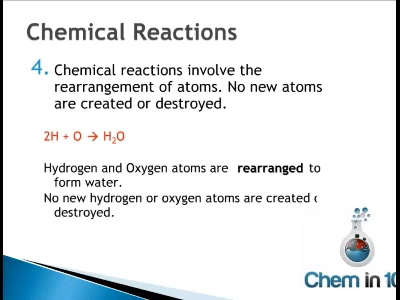 Chemical Reactions
4. Chemical reactions involve the
rearrangement of atoms. No new atoms
are created or destroyed.
2H + O → H₂O
Hydrogen and Oxygen atoms are rearranged to
form water.
No new hydrogen or oxygen atoms are created
destroyed.
Chem in 10